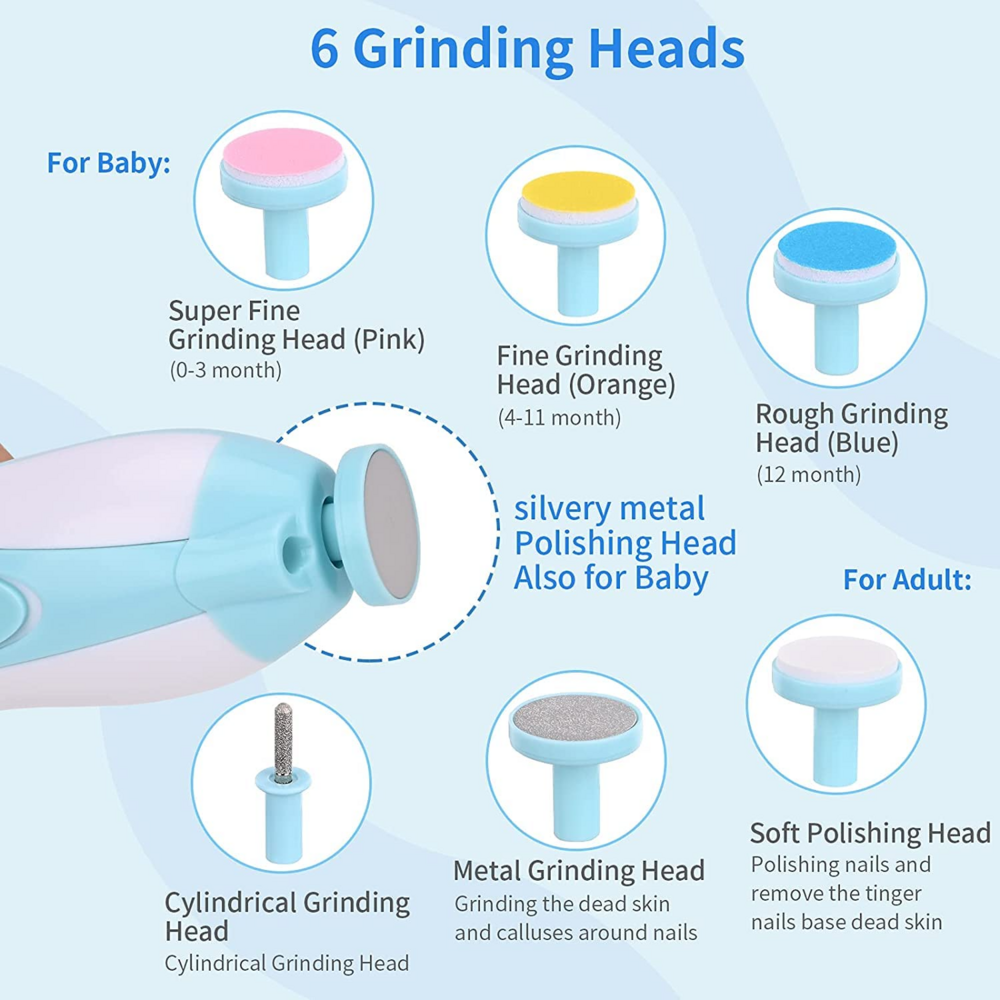 6 Grinding Heads
For Baby:
Super Fine
Grinding Head (Pink)
(0-3 month)
Fine Grinding
Head (Orange)
(4-11 month)
Rough Grinding
Head (Blue)
(12 month)
silvery metal
Polishing Head
Also for Baby
For Adult:
Cylindrical Grinding
Head
Cylindrical Grinding Head
Metal Grinding Head
Grinding the dead skin
and calluses around nails
Soft Polishing Head
Polishing nails and
remove the tinger
nails base dead skin